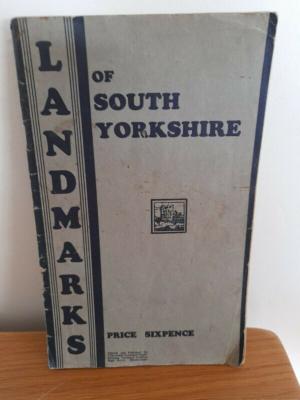 LANDMARKS
OF
SOUTH
YORKSHIRE
PRICE SIXPENCE